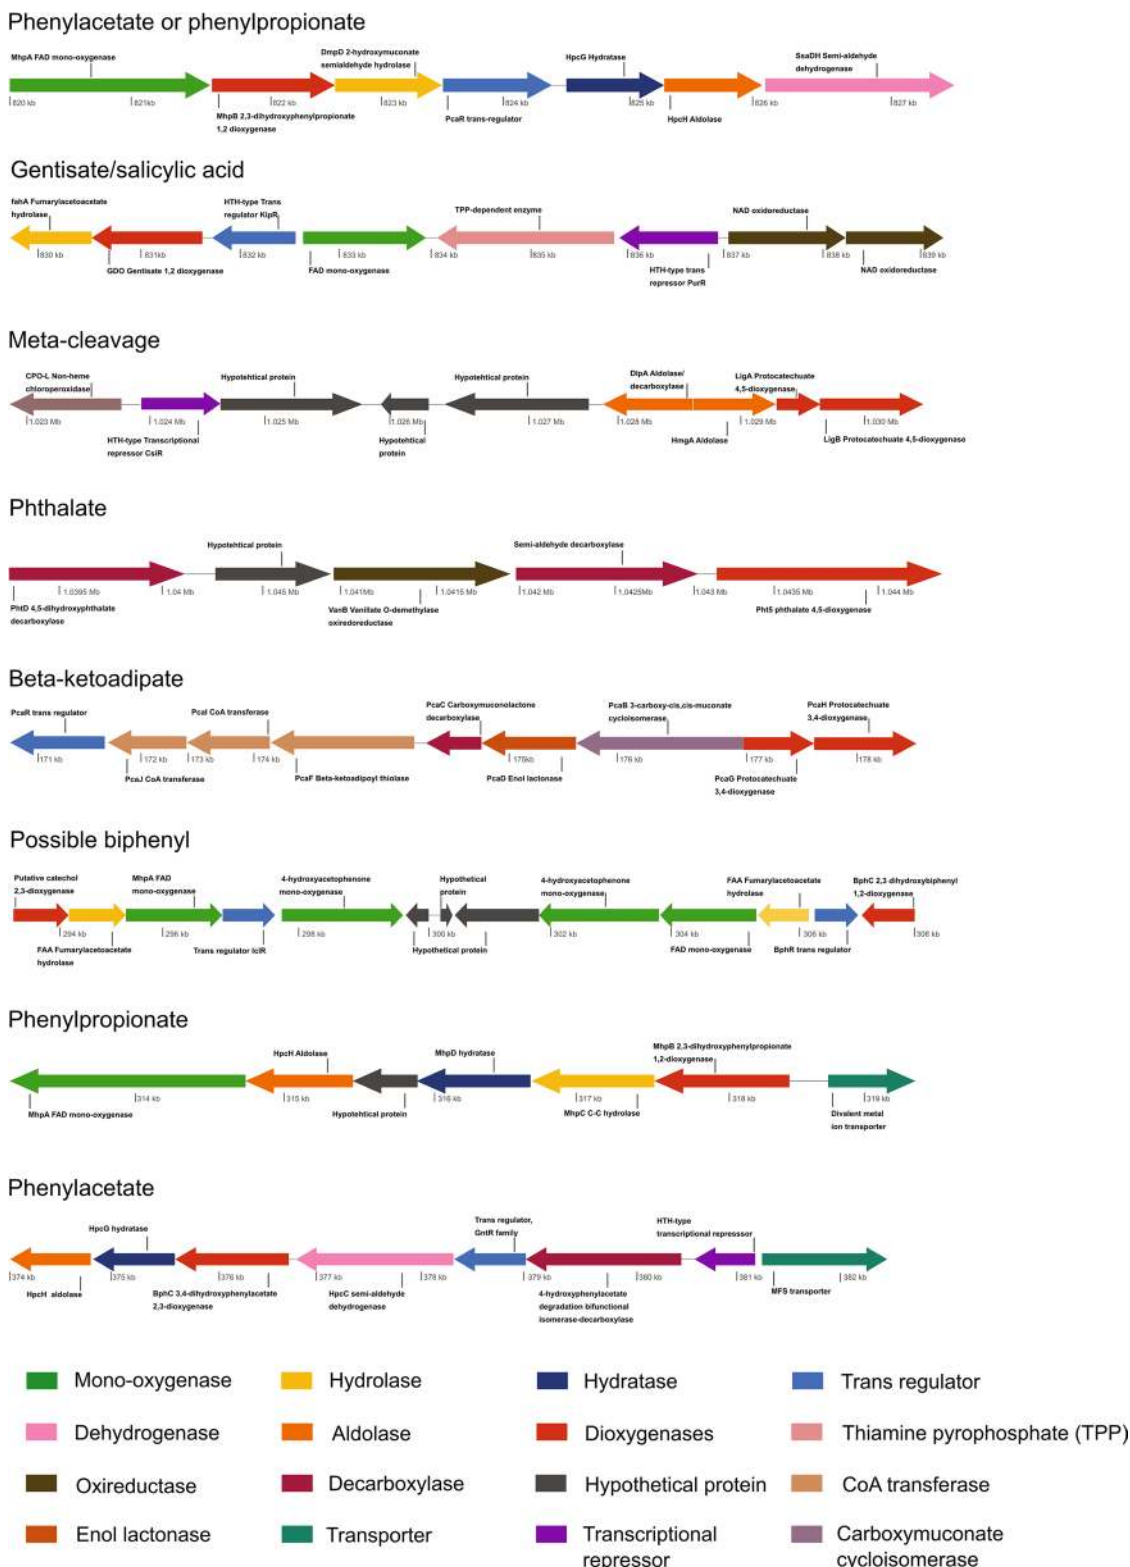 Phenylacetate or phenylpropionate
MhpA FAD mono-oxygenase
DmpD 2-hydroxymuconate
semialdehyde hydrolase
HpcG Hydratase
SsaDH Semi-aldehyde
dehydrogenase
820 kb
821kb
822 kb
823 kb
824 kb
825 kb
826 kb
827 kb
MhpB 2,3-dihydroxyphenylpropionate
1,2 dioxygenase
PcaR trans-regulator
HpcH Aldolase
Gentisate/salicylic acid
fahA Fumarylacetoacetate
hydrolase
HTH-type Trans
regulator KipR
TPP-dependent enzyme
NAD oxidoreductase
830 kb
831kb
832 kb
833 kb
834 kb
835 kb
836 kb
837 kb
838 kb
839 kb
GDO Gentisate 1,2 dioxygenase
FAD mono-oxygenase
HTH-type trans
repressor PurR
NAD oxidoreductase
Meta-cleavage
CPO-L Non-heme
chloroperoxidase
Hypotehtical protein
Hypotehtical protein
DlpA Aldolase/
decarboxylase
LigA Protocatechuate
4,5-dioxygenase
1.023 Mb
1.024 Mb
1.025 Mb
1.026 Mb
1.027 Mb
1.028 Mb
1.029 Mb
1.030 Mb
HTH-type Transcriptional
repressor CsiR
Hypotehtical
protein
HmgA Aldolase
LigB Protocatechuate 4,5-dioxygenase
Phthalate
Hypotehtical protein
Semi-aldehyde decarboxylase
1.0395 Mb
1.04 Mb
1.045 Mb
1.041Mb
1.0415 Mb
1.042 Mb
1.0425Mb
1.043 Mb
1.0435 Mb
1.044 Mb
PhtD 4,5-dihydroxyphthalate
decarboxylase
VanB Vanillate O-demethylase
oxiredoreductase
Pht5 phthalate 4,5-dioxygenase
Beta-ketoadipate
PcaR trans regulator
PcaI CoA transferase
PcaC Carboxymuconolactone
decarboxylase
PcaB 3-carboxy-cis,cis-muconate
cycloisomerase
PcaH Protocatechuate
3,4-dioxygenase
171 kb
172 kb
173 kb
174 kb
175kb
176 kb
177 kb
178 kb
PcaJ CoA transferase
PcaF Beta-ketoadipoyl thiolase
PcaD Enol lactonase
PcaG Protocatechuate
3,4-dioxygenase
Possible biphenyl
Putative catechol
2,3-dioxygenase
MhpA FAD
mono-oxygenase
4-hydroxyacetophenone
mono-oxygenase
Hypothetical
protein
4-hydroxyacetophenone
mono-oxygenase
FAA Fumarylacetoacetate
hydrolase
BphC 2,3 dihydroxybiphenyl
1,2-dioxygenase
294 kb
296 kb
298 kb
300 kb
302 kb
304 kb
306 kb
308 kb
FAA Fumarylacetoacetate
hydrolase
Trans regulator IclR
Hypothetical protein
FAD mono-oxygenase
BphR trans regulator
Phenylpropionate
HpcH Aldolase
MhpD hydratase
MhpB 2,3-dihydroxyphenylpropionate
1,2-dioxygenase
314 kb
315 kb
316 kb
317 kb
318 kb
319 kb
MhpA FAD mono-oxygenase
Hypotehtical protein
MhpC C-C hydrolase
Divalent metal
ion transporter
Phenylacetate
HpcG hydratase
Trans regulator,
GntR family
HTH-type
transcriptional represssor
374 kb
375 kb
376 kb
377 kb
378 kb
379 kb
380 kb
381 kb
382 kb
HpcH aldolase
BphC 3,4-dihydroxyphenylacetate
2,3-dioxygenase
HpcC semi-aldehyde
dehydrogenase
4-hydroxyphenylacetate
degradation bifunctional
isomerase-decarboxylase
MFS transporter
Mono-oxygenase
Hydrolase
Hydratase
Trans regulator
Dehydrogenase
Aldolase
Dioxygenases
Thiamine pyrophosphate (TPP)
Oxireductase
Decarboxylase
Hypothetical protein
CoA transferase
Enol lactonase
Transporter
Transcriptional
repressor
Carboxymuconate
cycloisomerase